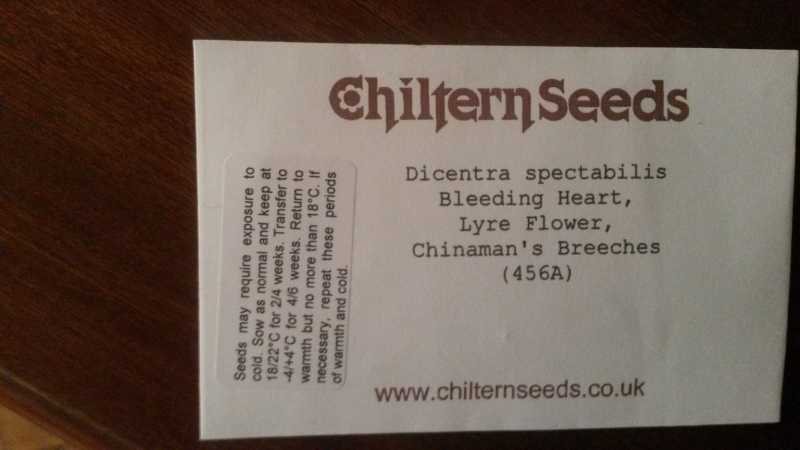 Chiltern Seeds
Dicentra spectabilis
Bleeding Heart,
Lyre Flower,
Chinaman's Breeches
(456A)
www.chilternseeds.co.uk
Seeds may require exposure to
cold. Sow as normal and keep at
18/22°C for 2/4 weeks. Transfer to
-4/+4°C for 4/6 weeks. Return to
warmth but no more than 18°C. If
necessary, repeat these periods
of warmth and cold.